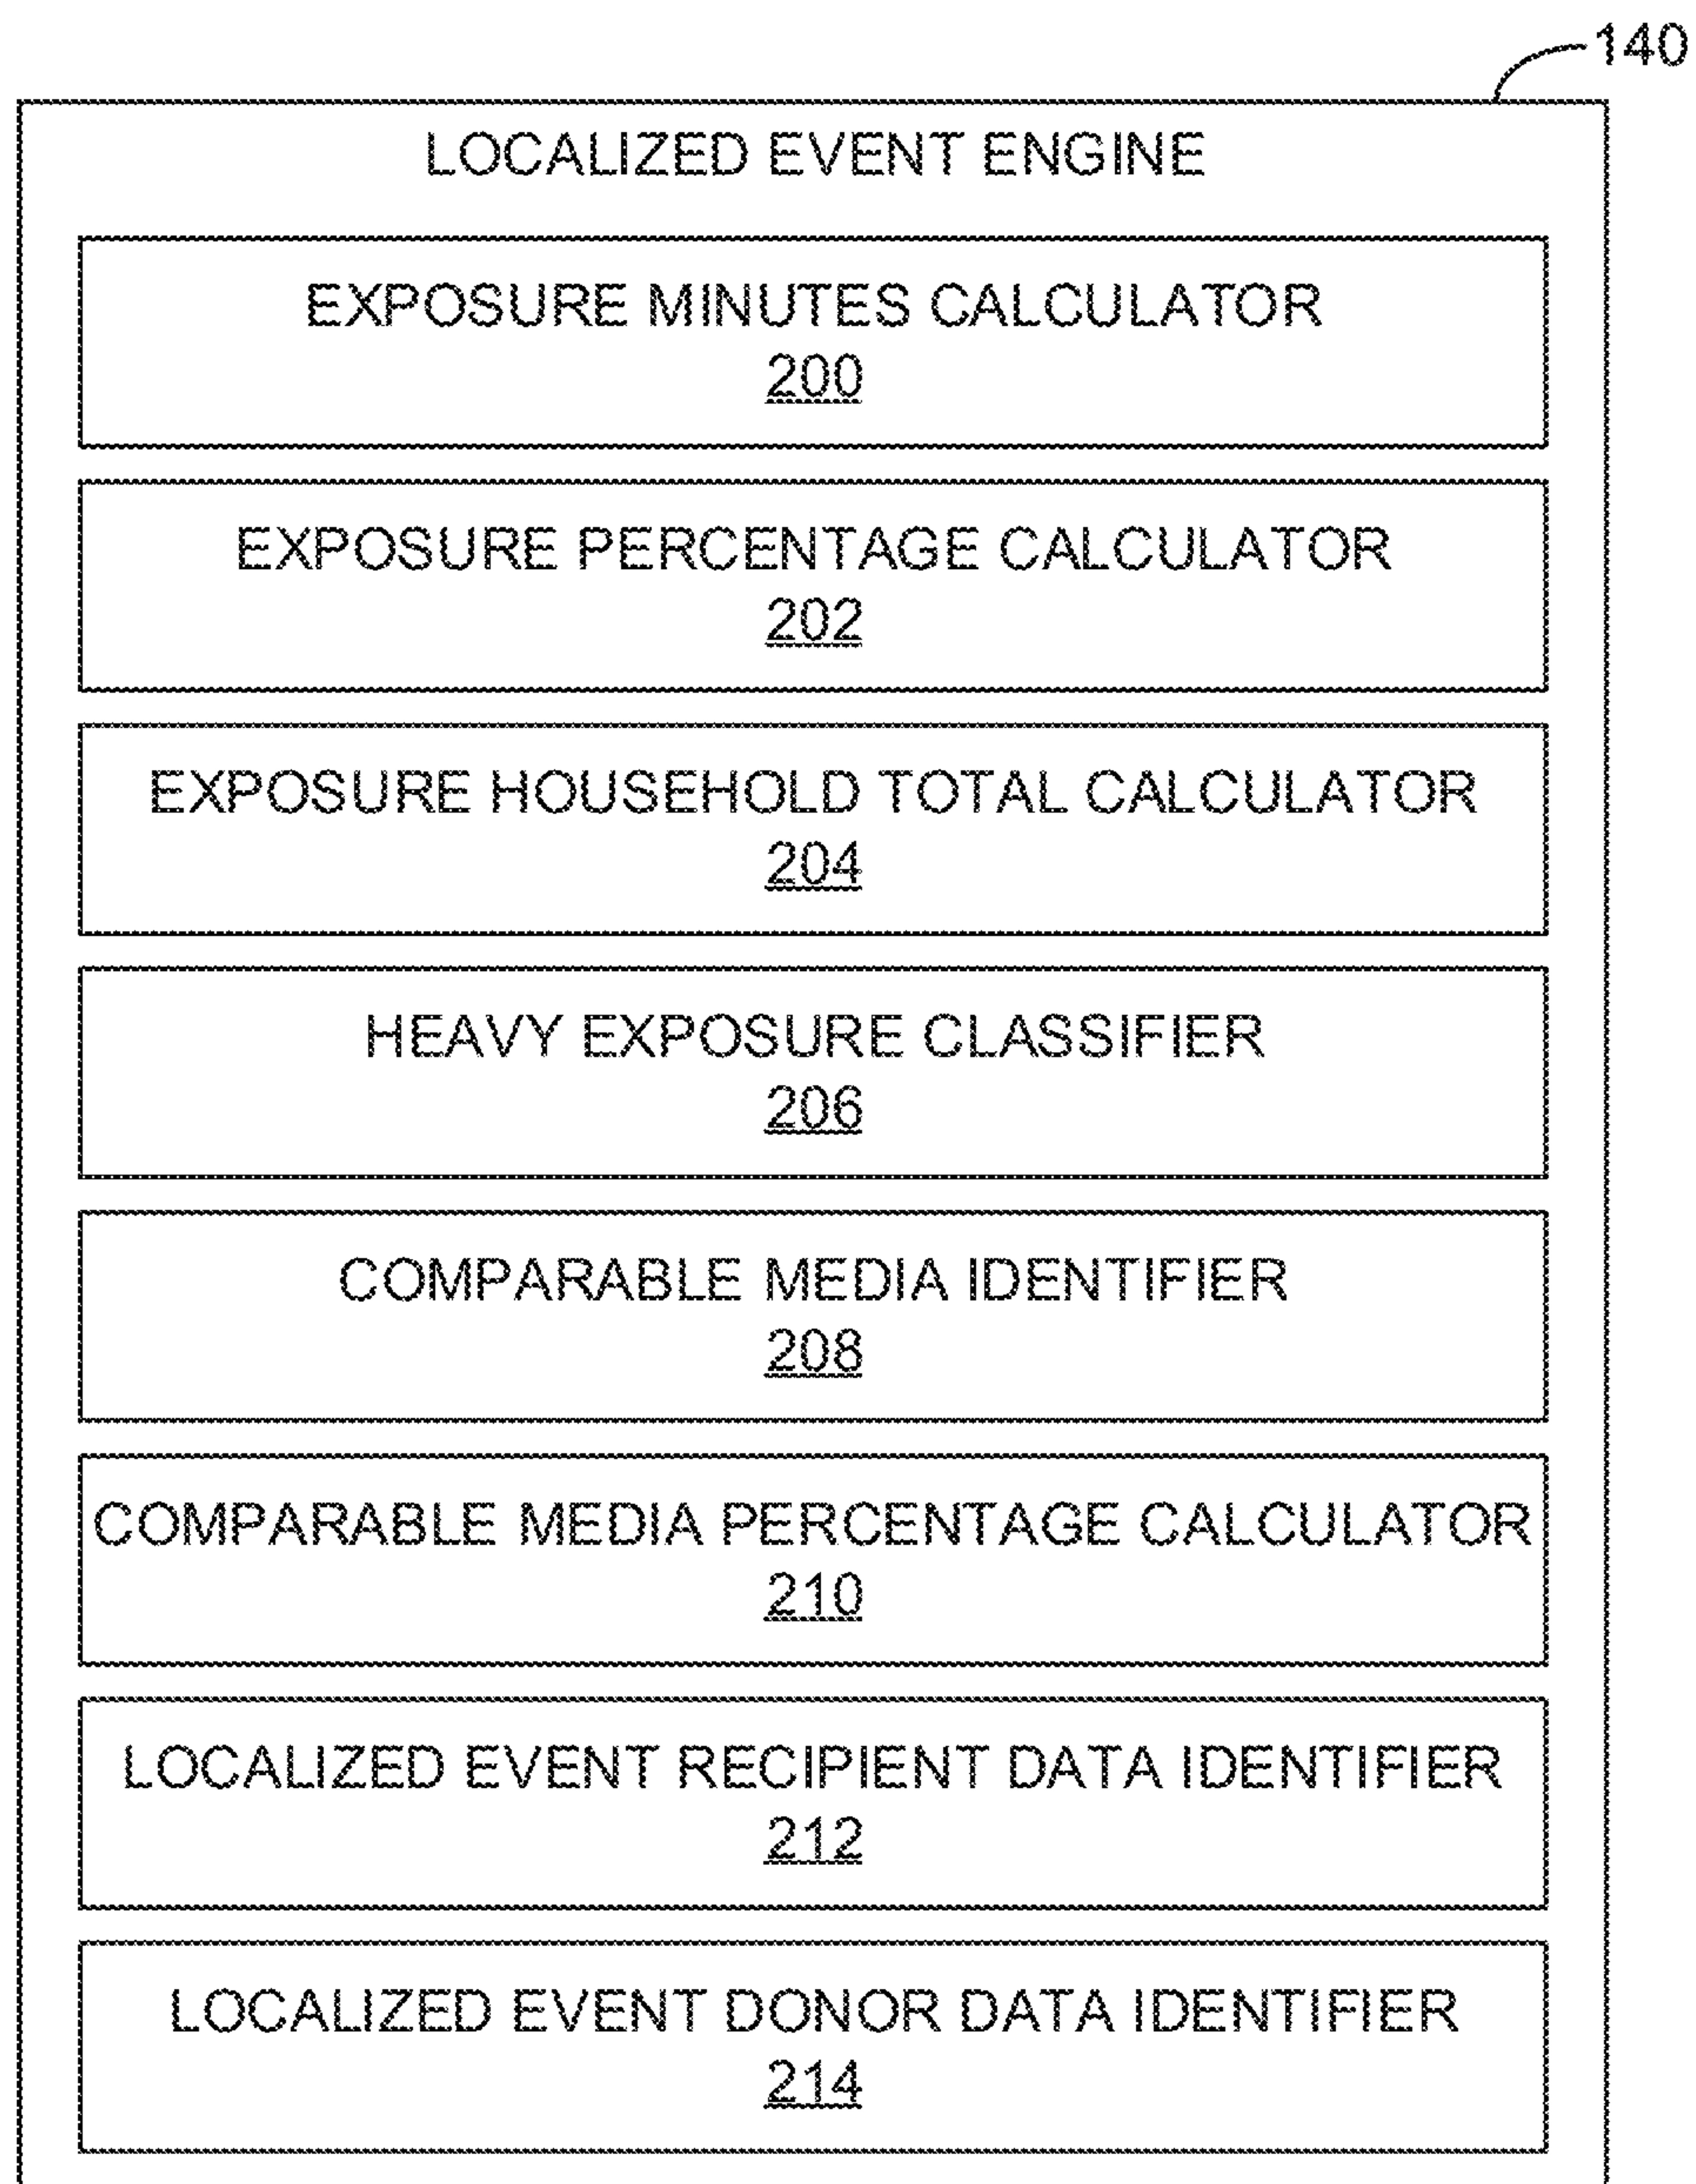 140
LOCALIZED EVENT ENGINE
EXPOSURE MINUTES CALCULATOR
200
EXPOSURE PERCENTAGE CALCULATOR
202
EXPOSURE HOUSEHOLD TOTAL CALCULATOR
204
HEAVY EXPOSURE CLASSIFIER
206
COMPARABLE MEDIA IDENTIFIER
208
COMPARABLE MEDIA PERCENTAGE CALCULATOR
210
LOCALIZED EVENT RECIPIENT DATA IDENTIFIER
212
LOCALIZED EVENT DONOR DATA IDENTIFIER
214